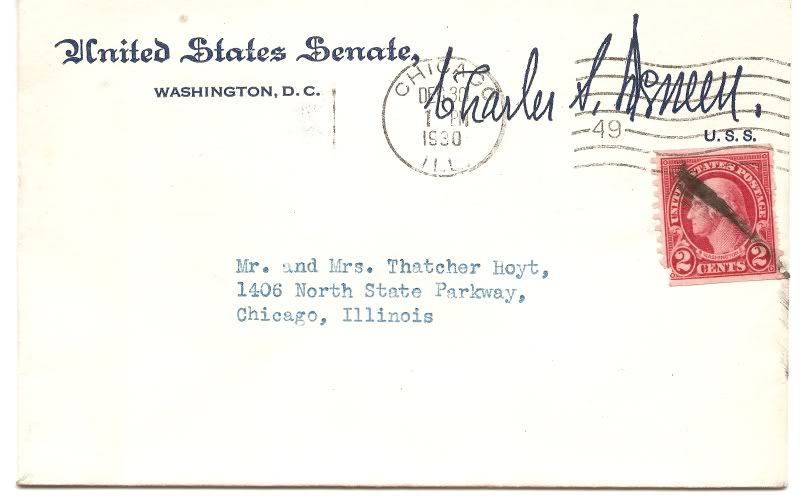 United States Senate,
WASHINGTON, D. C.
CHICAGO
DEC 30
1 PM
1930
ILL.
Charles S. Deneen.
49
U. S. S.
UNITED STATES POSTAGE
WASHINGTON
2 CENTS 2
Mr. and Mrs. Thatcher Hoyt,
1406 North State Parkway,
Chicago, Illinois